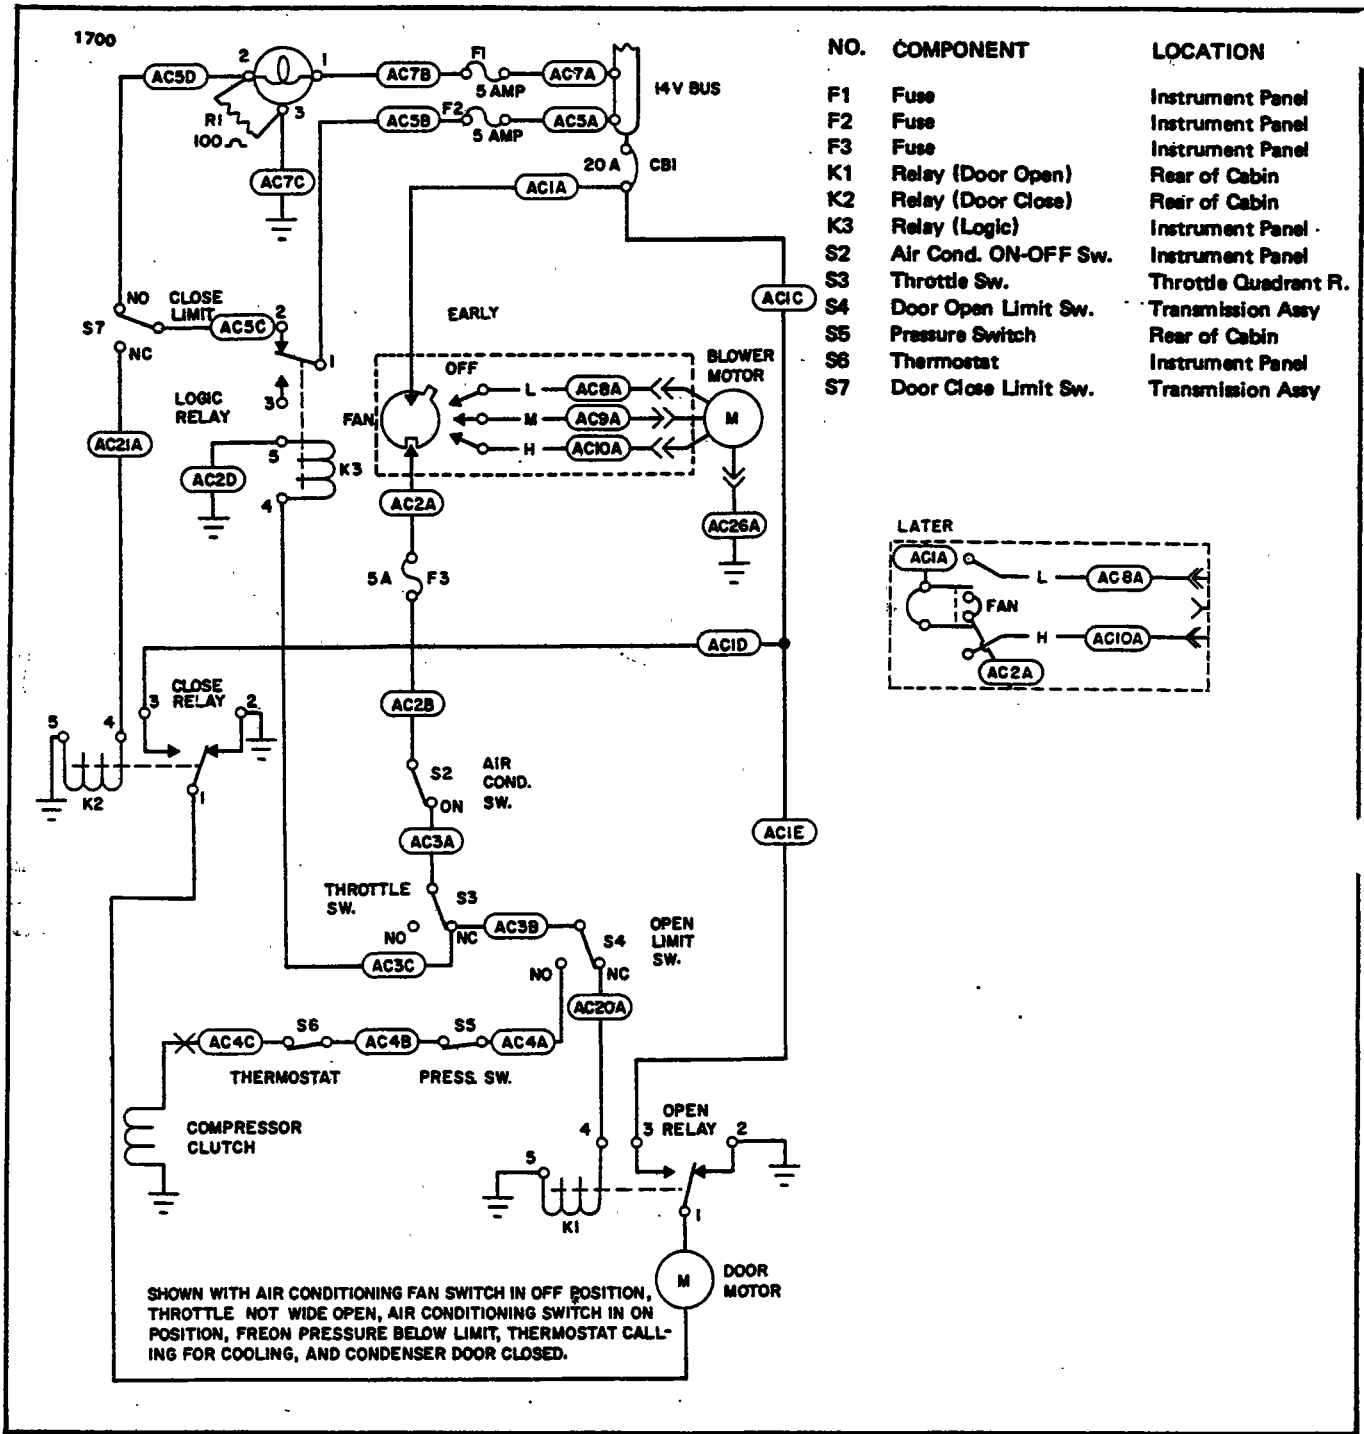 1700
AC5D
2
1
AC7B
F1
5 AMP
AC7A
14V BUS
R1
100
3
AC5B
F2
5 AMP
AC5A
20A
CB1
AC7C
AC1A
AC1C
NO
CLOSE
LIMIT
S7
AC5C
2
NC
1
3
LOGIC
RELAY
AC21A
5
AC2D
K3
4
EARLY
OFF
FAN
L
AC8A
M
AC9A
H
AC10A
BLOWER
MOTOR
M
AC26A
AC2A
5A
F3
AC1D
AC2B
CLOSE
RELAY
3
2
5
4
K2
1
S2
AIR
COND.
SW.
ON
AC3A
AC1E
THROTTLE
SW.
S3
NO
NC
AC3B
AC3C
OPEN
LIMIT
SW.
S4
NO
NC
AC20A
AC4C
S6
AC4B
S5
AC4A
THERMOSTAT
PRESS. SW.
COMPRESSOR
CLUTCH
OPEN
RELAY
4
3
2
5
K1
1
M
DOOR
MOTOR
SHOWN WITH AIR CONDITIONING FAN SWITCH IN OFF POSITION,
THROTTLE NOT WIDE OPEN, AIR CONDITIONING SWITCH IN ON
POSITION, FREON PRESSURE BELOW LIMIT, THERMOSTAT CALL-
ING FOR COOLING, AND CONDENSER DOOR CLOSED.
NO. COMPONENT LOCATION
F1 Fuse Instrument Panel
F2 Fuse Instrument Panel
F3 Fuse Instrument Panel
K1 Relay (Door Open) Rear of Cabin
K2 Relay (Door Close) Rear of Cabin
K3 Relay (Logic) Instrument Panel
S2 Air Cond. ON-OFF Sw. Instrument Panel
S3 Throttle Sw. Throttle Quadrant R.
S4 Door Open Limit Sw. Transmission Assy
S5 Pressure Switch Rear of Cabin
S6 Thermostat Instrument Panel
S7 Door Close Limit Sw. Transmission Assy
LATER
AC1A
L
AC8A
FAN
H
AC10A
AC2A